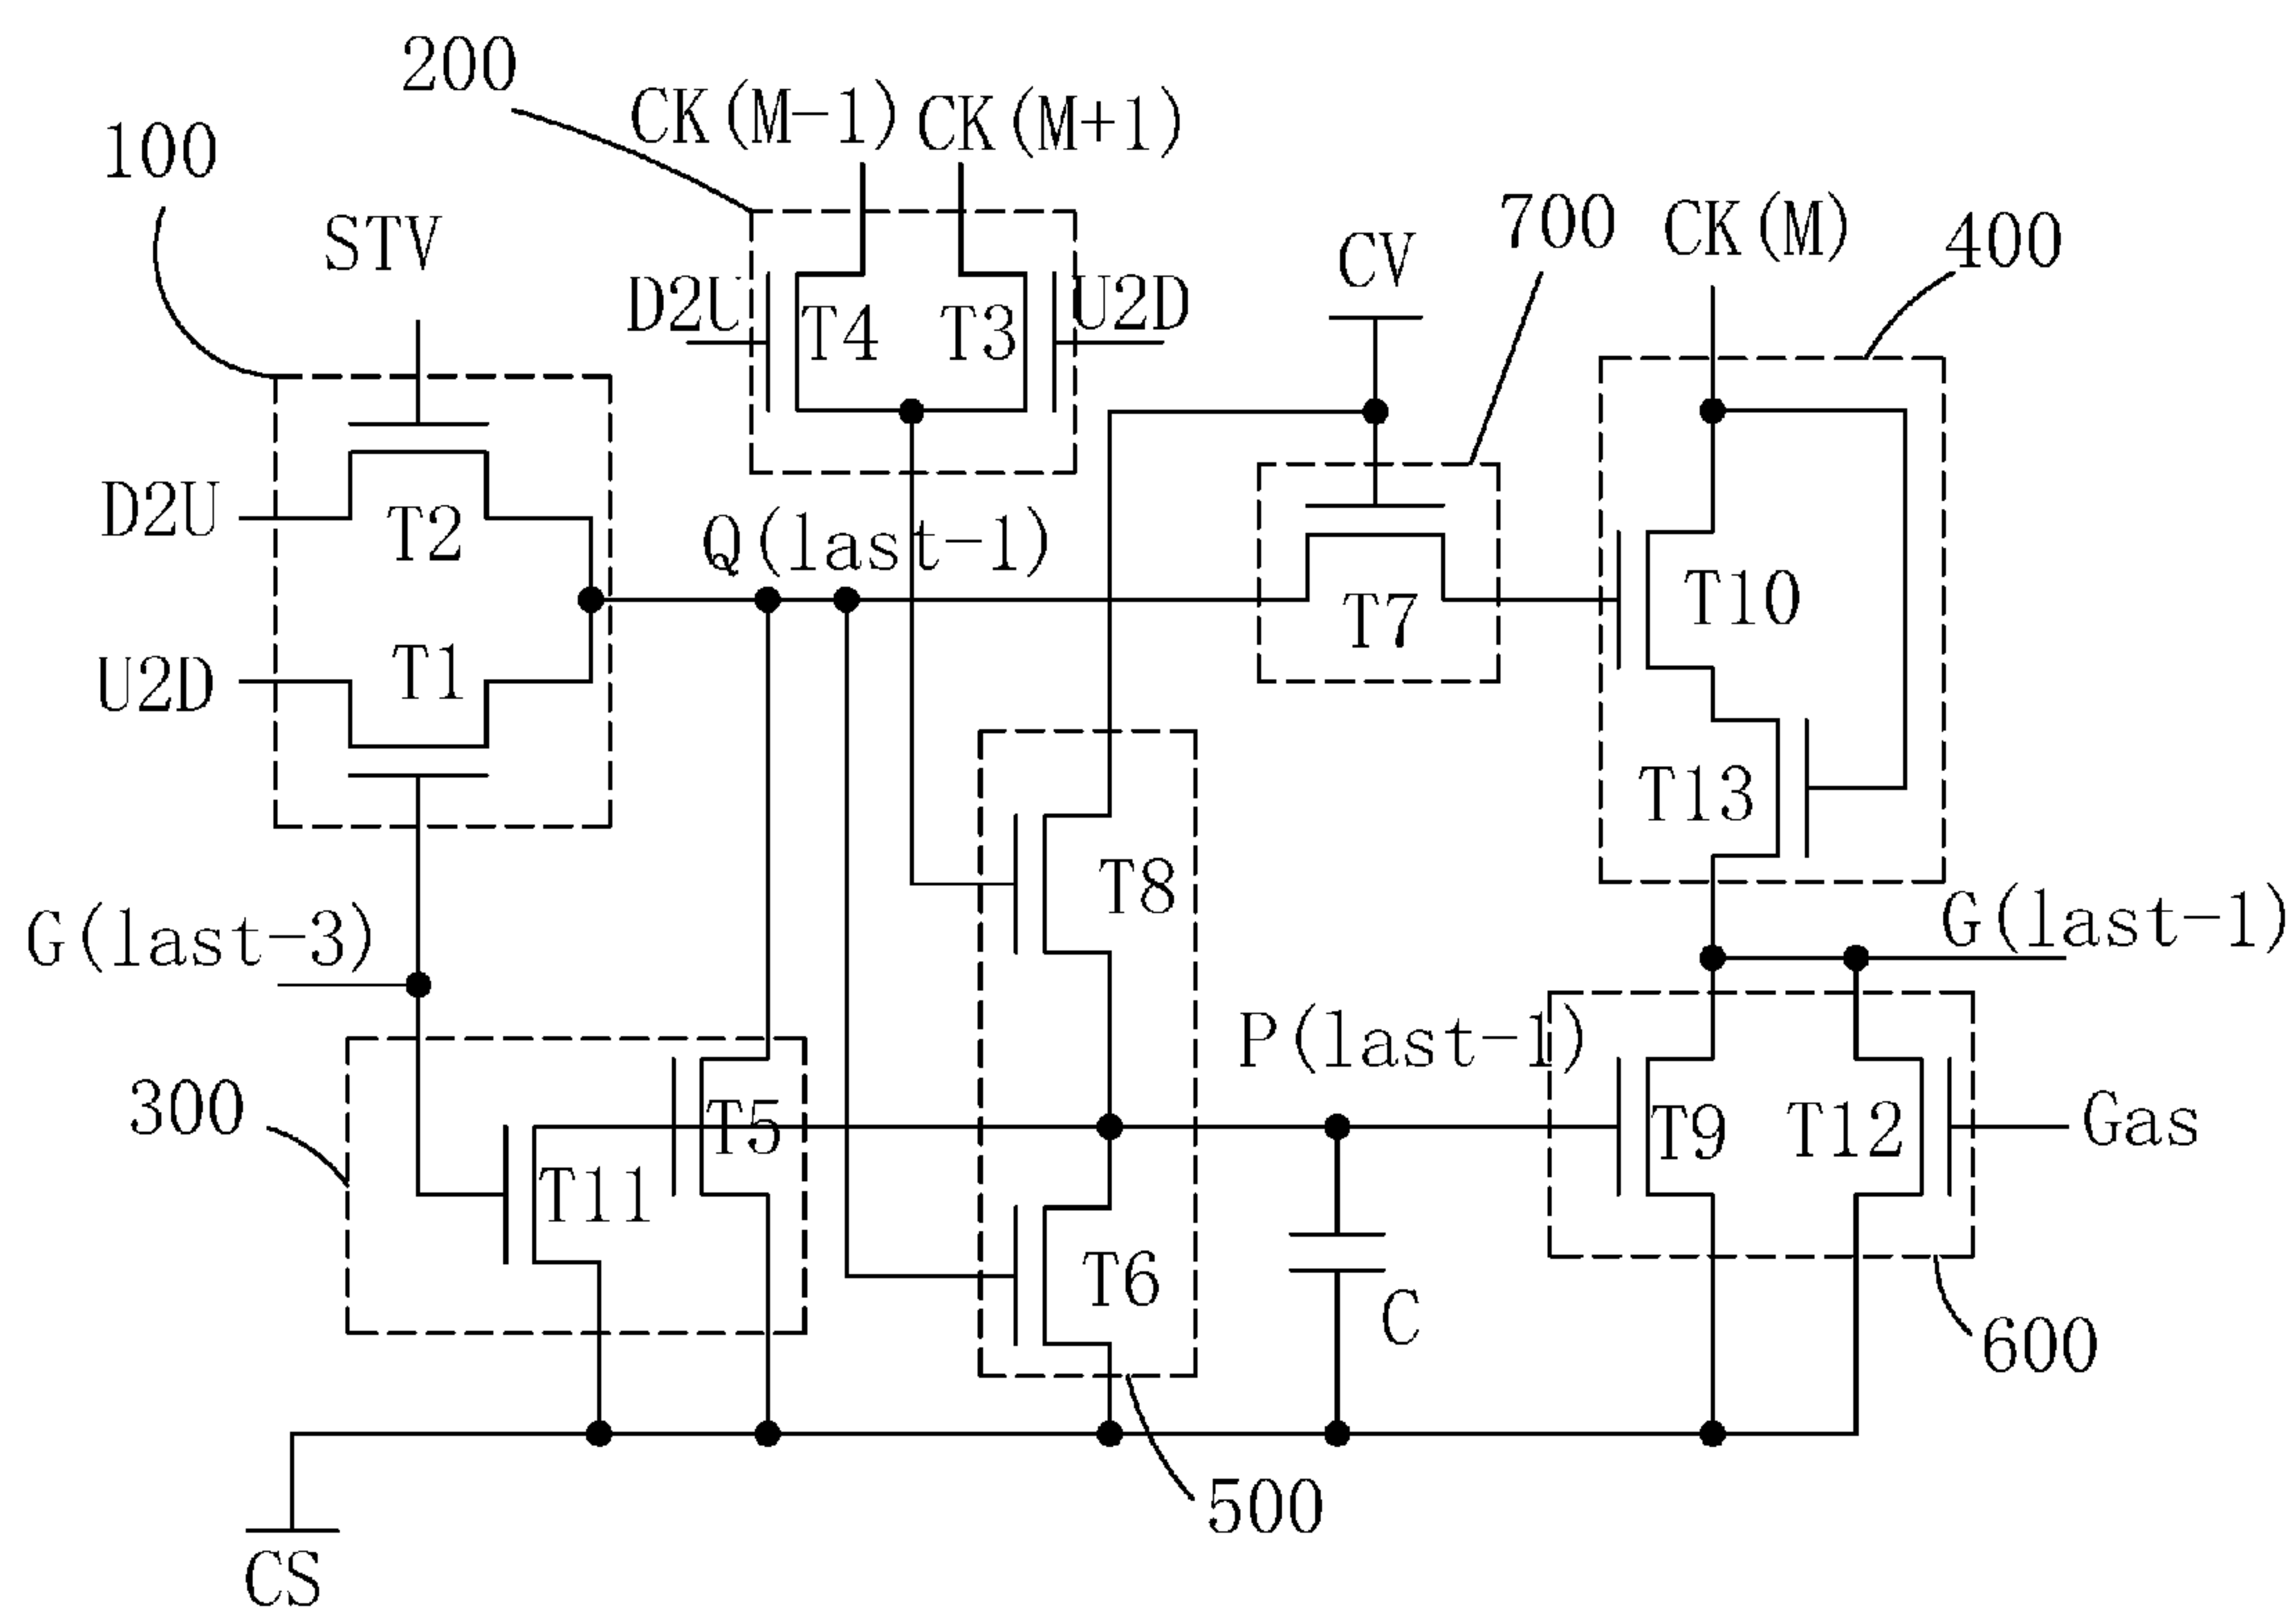 200
CK(M-1)
CK(M+1)
100
STV
700
CK(M)
400
CV
D2U
T4
T3
U2D
D2U
T2
Q(last-1)
T10
T7
U2D
T1
T13
T8
G(last-3)
G(last-1)
P(last-1)
300
T5
T9
T12
Gas
T11
T6
C
600
500
CS